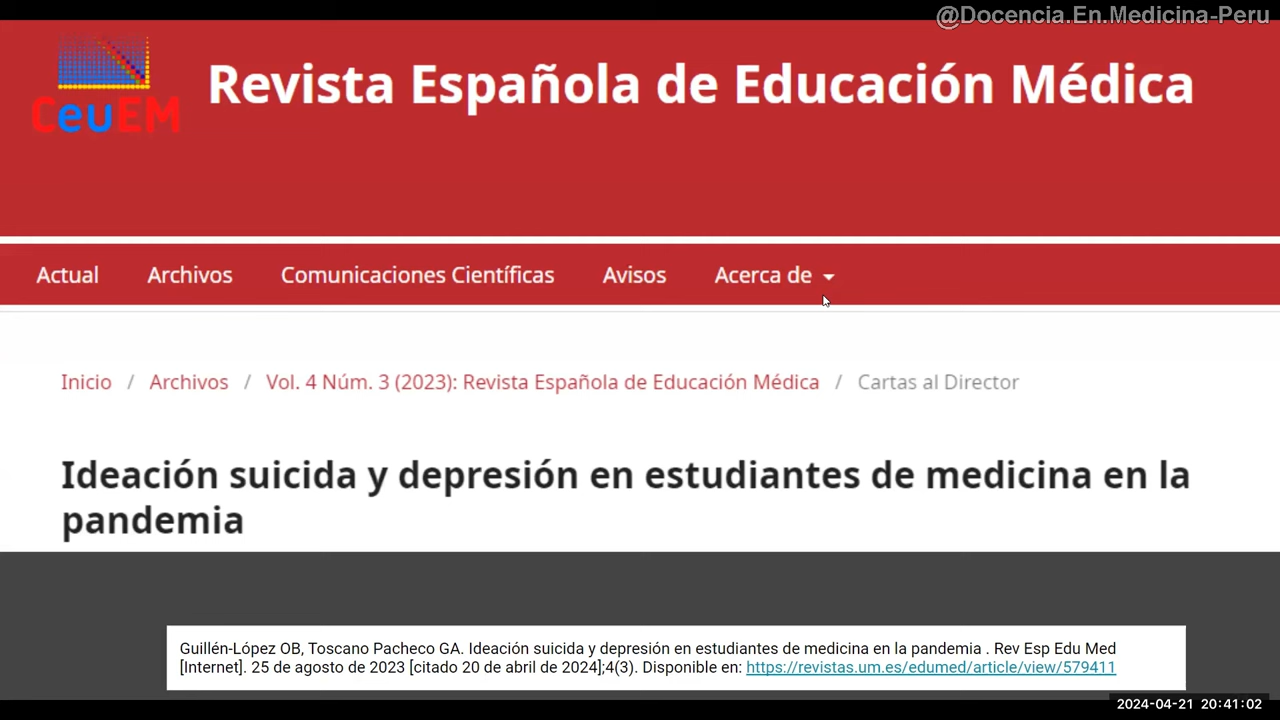 @Docencia.En.Medicina-Peru
CeuEM
Revista Española de Educación Médica
Actual Archivos Comunicaciones Científicas Avisos Acerca de
Inicio / Archivos / Vol. 4 Núm. 3 (2023): Revista Española de Educación Médica / Cartas al Director
Ideación suicida y depresión en estudiantes de medicina en la
pandemia
Guillén-López OB, Toscano Pacheco GA. Ideación suicida y depresión en estudiantes de medicina en la pandemia . Rev Esp Edu Med
[Internet]. 25 de agosto de 2023 [citado 20 de abril de 2024];4(3). Disponible en: https://revistas.um.es/edumed/article/view/579411
2024-04-21 20:41:02